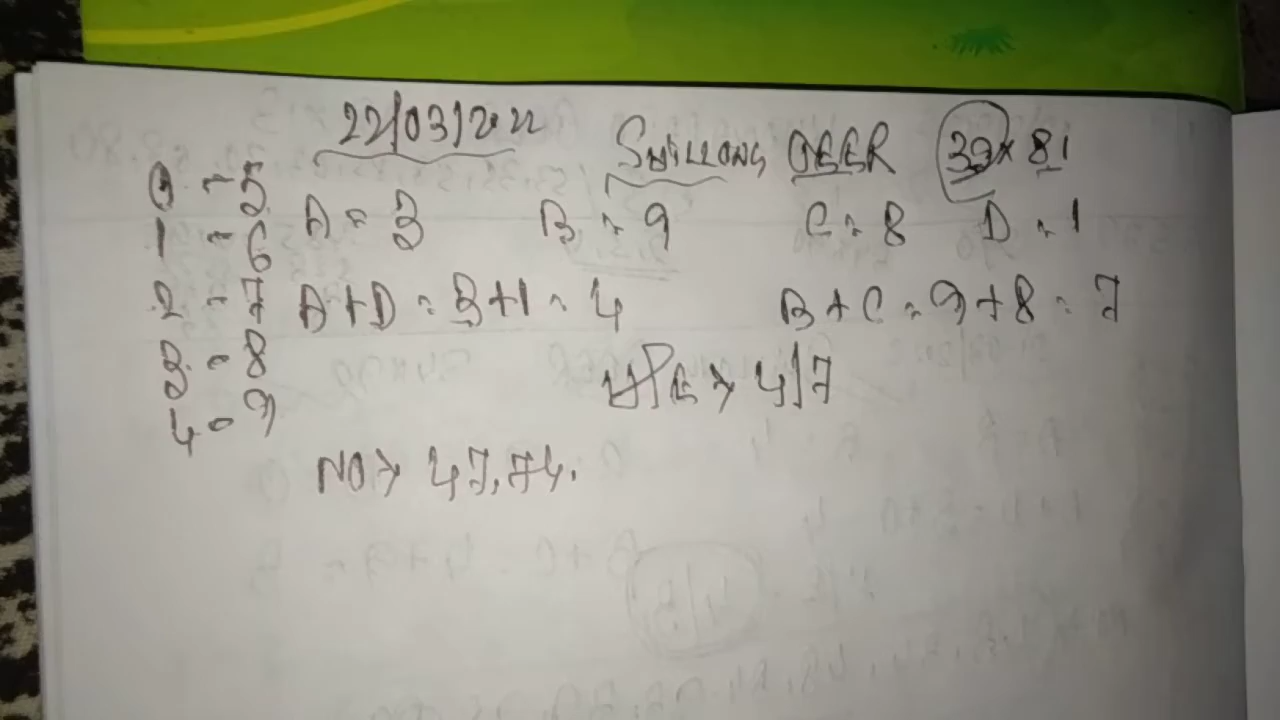 22/03/2022
SHILLONG TEER 39 x 81
0 - 5
1 - 6
2 - 7
3 - 8
4 - 9
A = 3 B = 9 C = 8 D = 1
A+D = 3+1 = 4 B+C = 9+8 = 7
H/E > 4/7
NO> 47, 74.